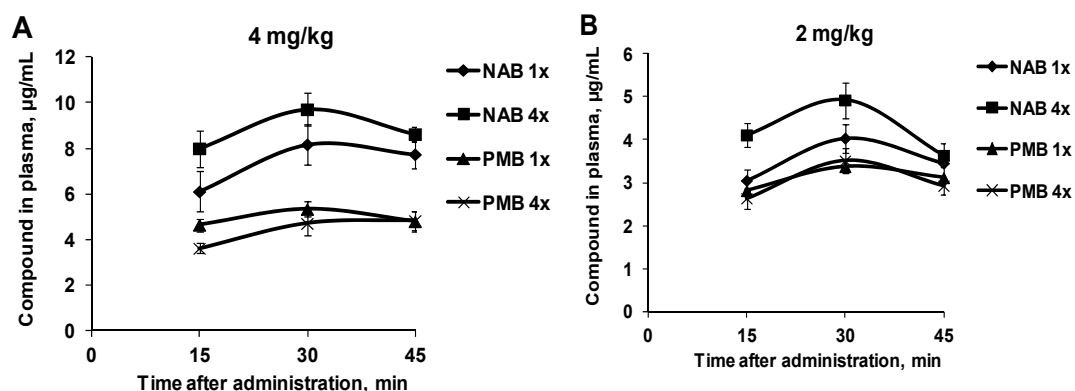 A
4 mg/kg
Compound in plasma, µg/mL
12
10
8
6
4
2
0
0
15
30
45
Time after administration, min
NAB 1x
NAB 4x
PMB 1x
PMB 4x
B
2 mg/kg
Compound in plasma, µg/mL
6
5
4
3
2
1
0
0
15
30
45
Time after administration, min
NAB 1x
NAB 4x
PMB 1x
PMB 4x